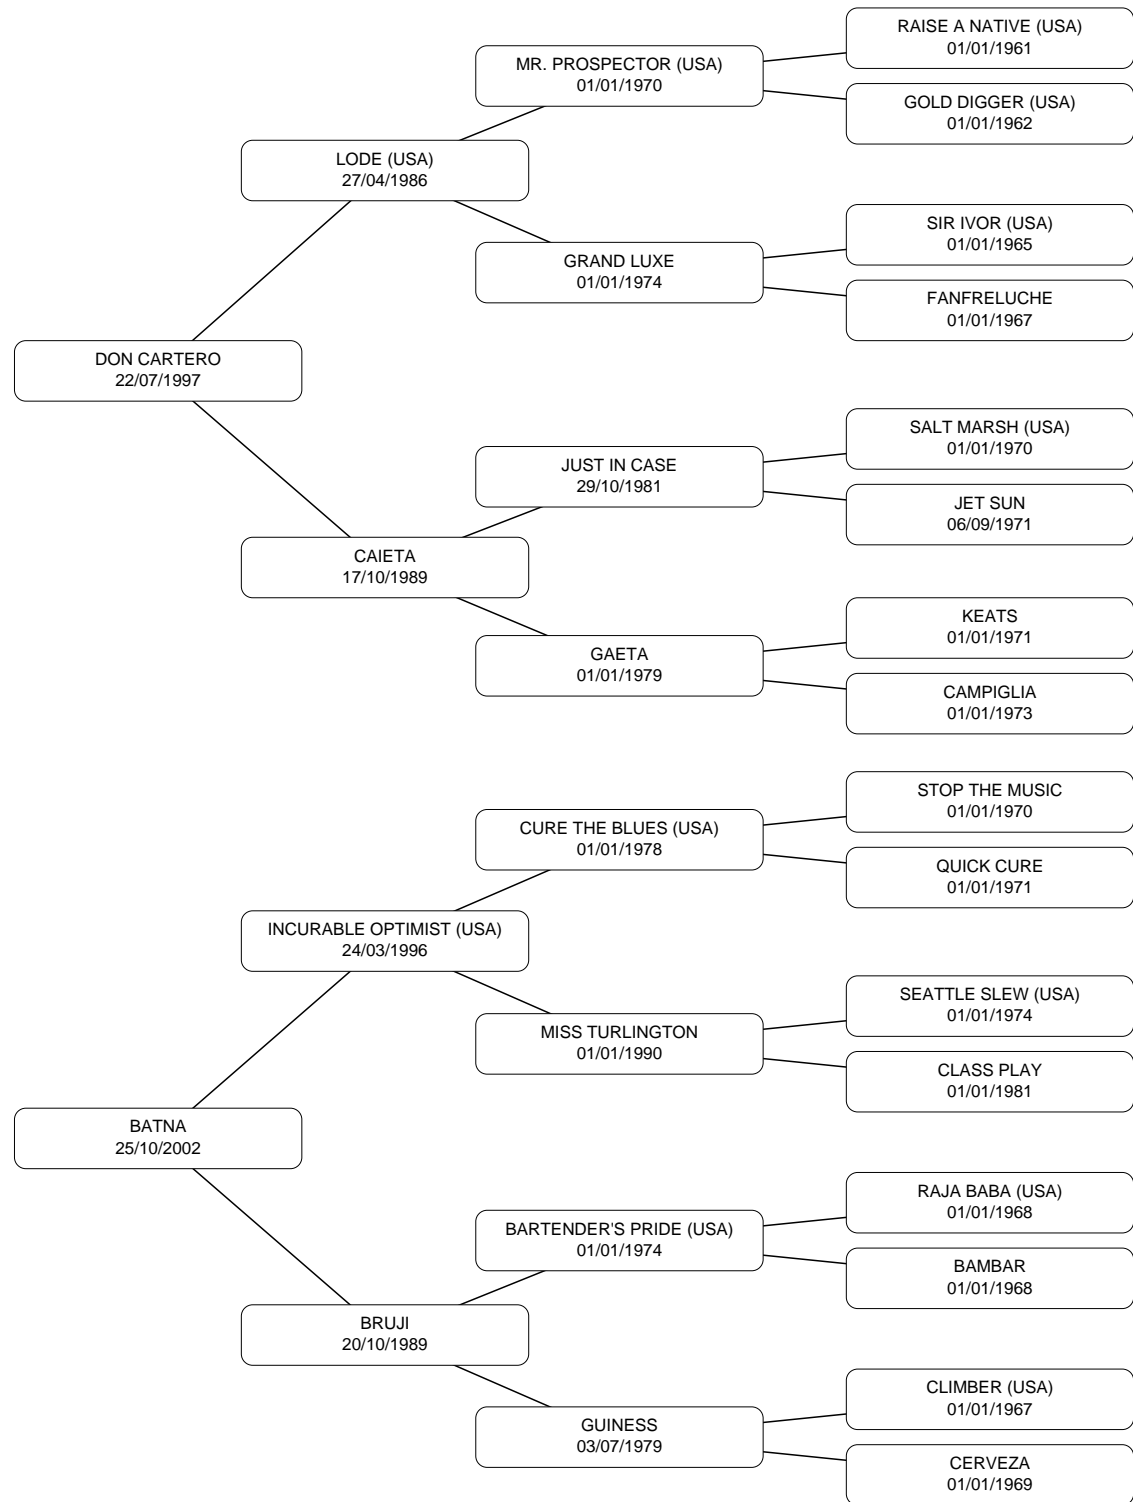 RAISE A NATIVE (USA)
01/01/1961
MR. PROSPECTOR (USA)
01/01/1970
GOLD DIGGER (USA)
01/01/1962
LODE (USA)
27/04/1986
SIR IVOR (USA)
01/01/1965
GRAND LUXE
01/01/1974
FANFRELUCHE
01/01/1967
DON CARTERO
22/07/1997
SALT MARSH (USA)
01/01/1970
JUST IN CASE
29/10/1981
JET SUN
06/09/1971
CAIETA
17/10/1989
KEATS
01/01/1971
GAETA
01/01/1979
CAMPIGLIA
01/01/1973
STOP THE MUSIC
01/01/1970
CURE THE BLUES (USA)
01/01/1978
QUICK CURE
01/01/1971
INCURABLE OPTIMIST (USA)
24/03/1996
SEATTLE SLEW (USA)
01/01/1974
MISS TURLINGTON
01/01/1990
CLASS PLAY
01/01/1981
BATNA
25/10/2002
RAJA BABA (USA)
01/01/1968
BARTENDER'S PRIDE (USA)
01/01/1974
BAMBAR
01/01/1968
BRUJI
20/10/1989
CLIMBER (USA)
01/01/1967
GUINESS
03/07/1979
CERVEZA
01/01/1969